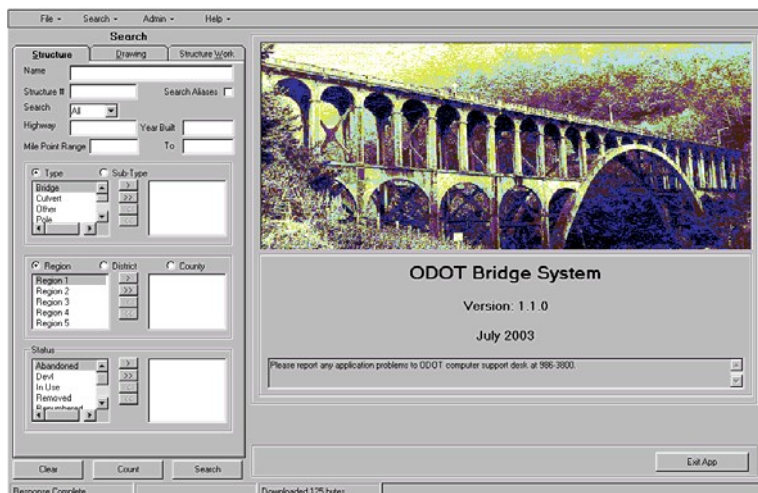 File - Search - Admin - Help -
Search
Structure Drawing Structure Work
Name
Structure # Search Aliases
Search All
Highway Year Built
Mile Point Range To
Type Sub-Type
Bridge
Culvert
Other
Pole
> >> < <<
Region District County
Region 1
Region 2
Region 3
Region 4
Region 5
> >> < <<
Status
Abandoned
Devl
In Use
Removed
Renumbered
> >> < <<
Clear Count Search
Response Complete Downloaded 125 bytes
ODOT Bridge System
Version: 1.1.0
July 2003
Please report any application problems to ODOT computer support desk at 986-3800.
Exit App